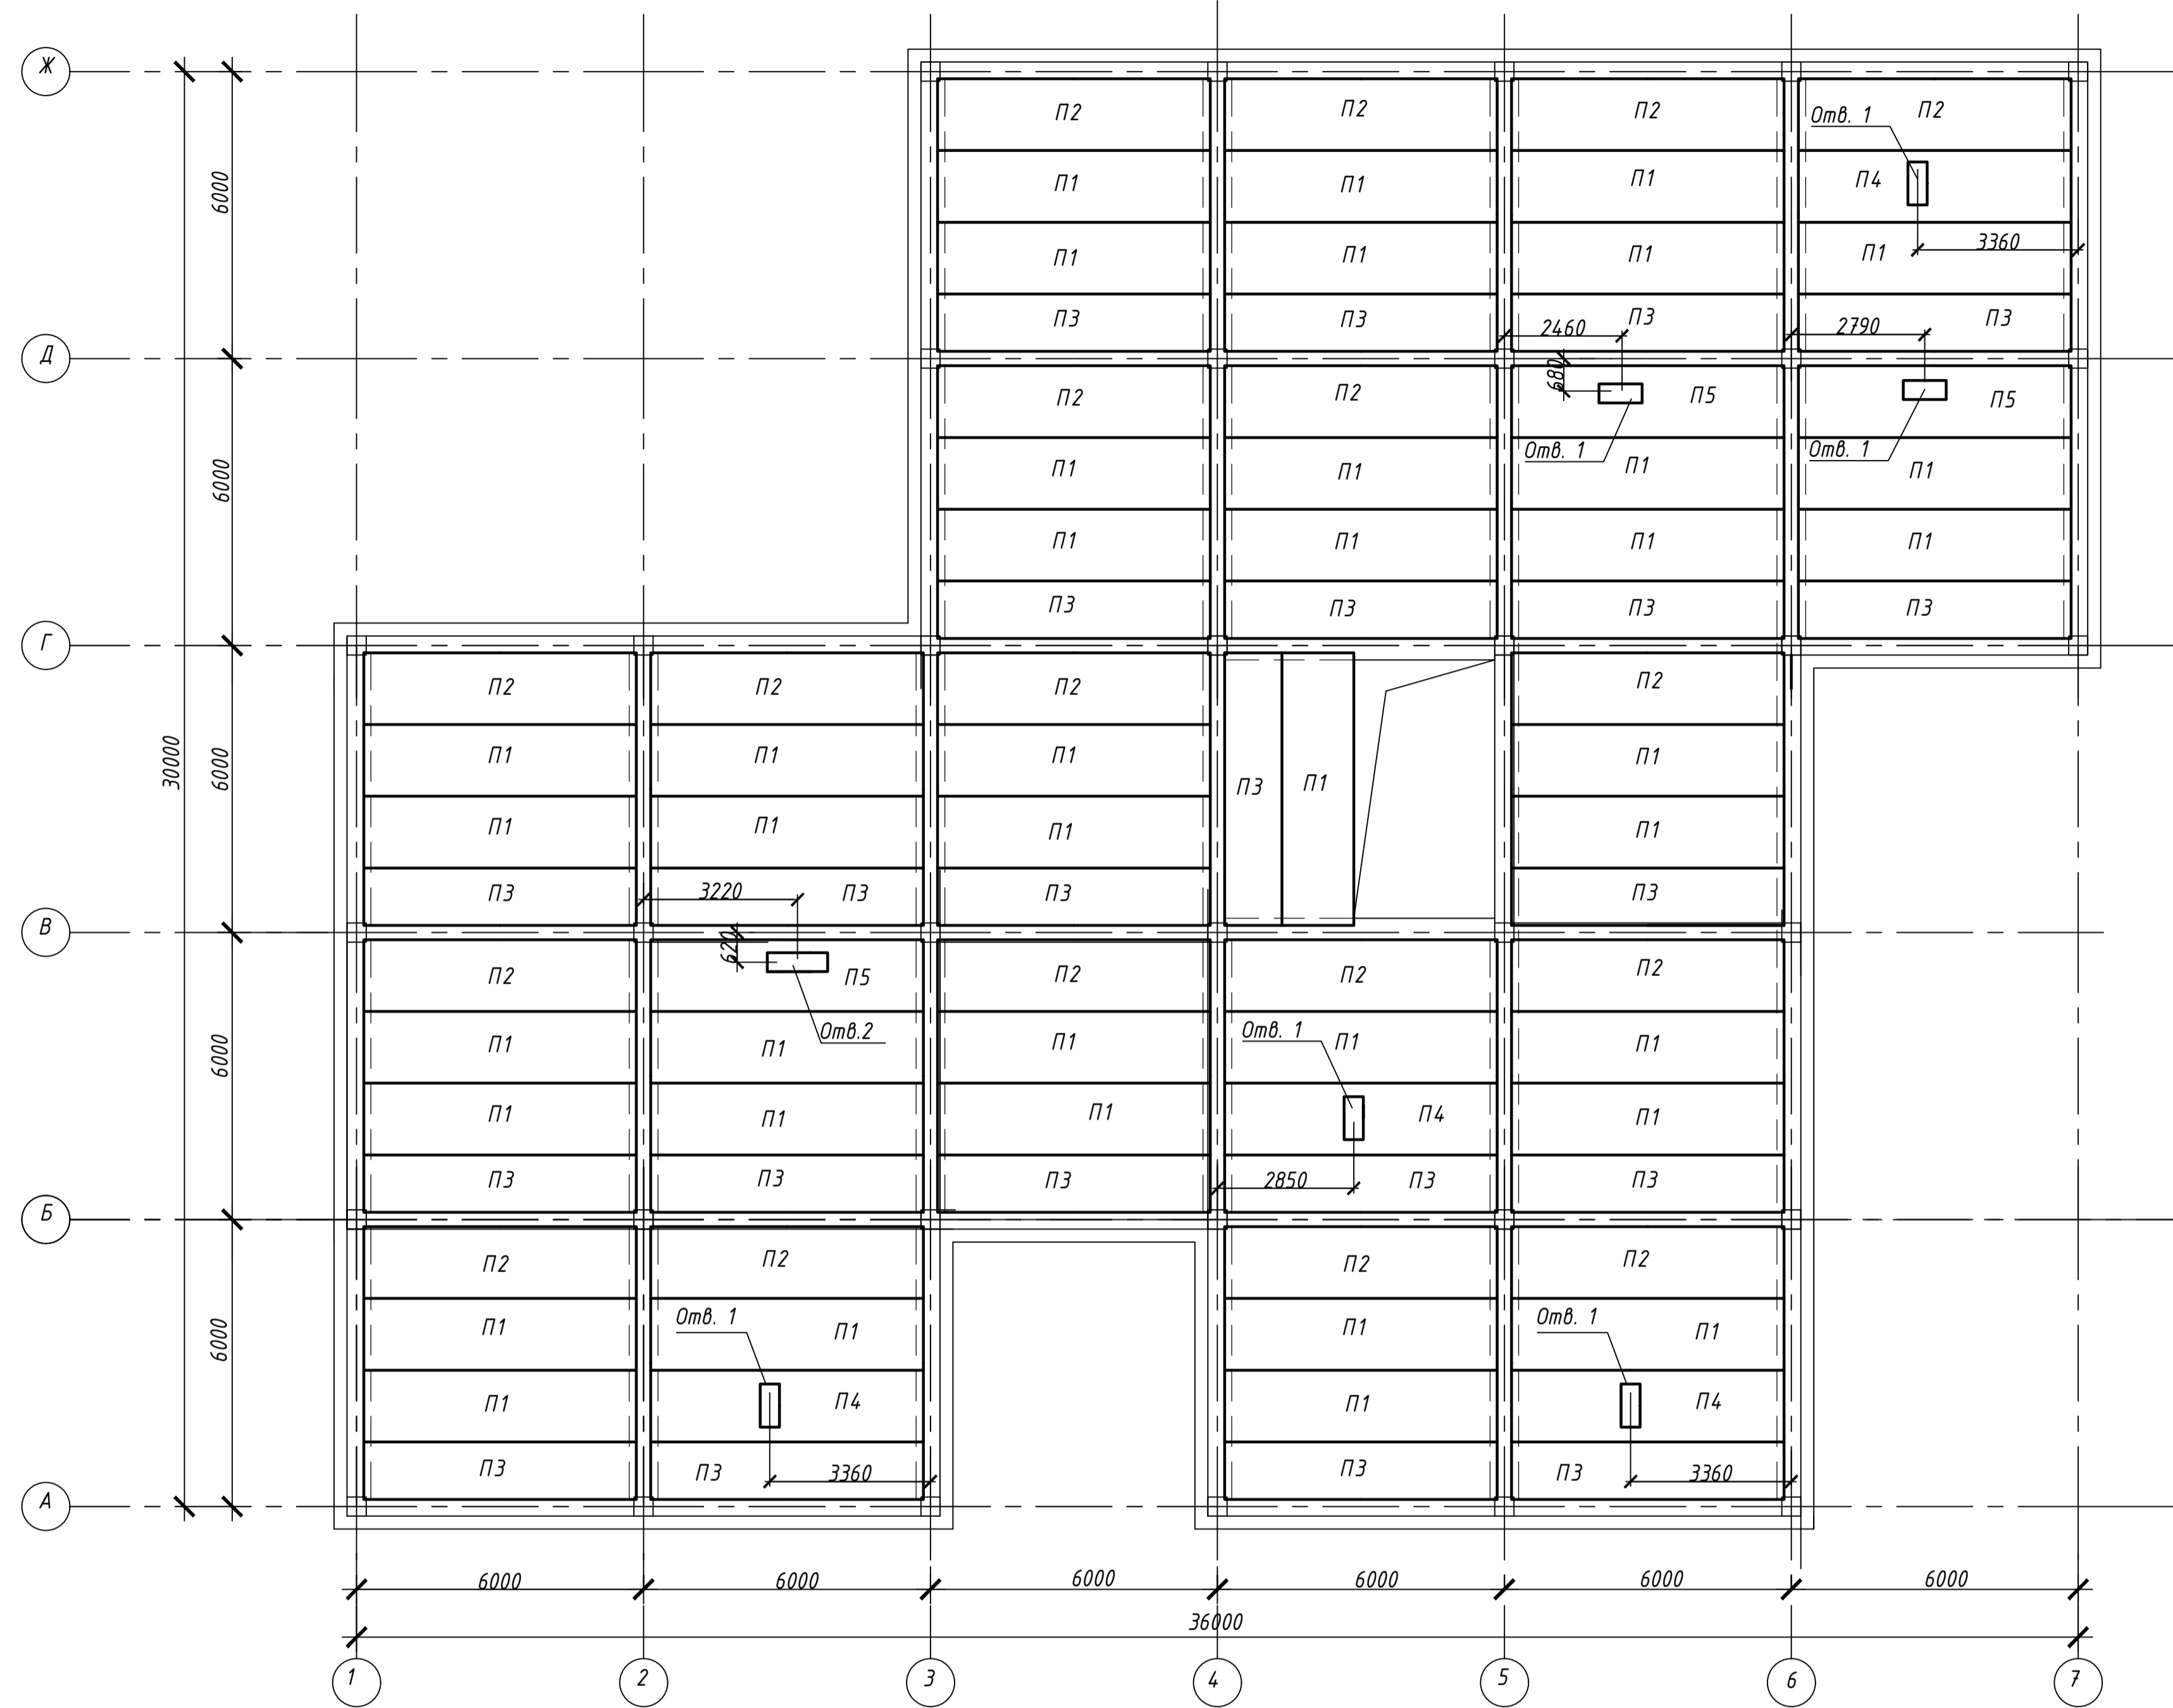 Ж
П2 П2 П2 Отв. 1 П2
6000 П1 П1 П1 П4
П1 П1 П1 П1 3360
П3 П3 2460 П3 2790 П3
Д
680
П2 П2 П5 П5
Отв. 1 Отв. 1
6000 П1 П1 П1 П1
П1 П1 П1 П1
П3 П3 П3 П3
Г
П2 П2 П2 П2
30000 6000 П1 П1 П1 П3 П1 П1
П1 П1 П1 П1
П3 3220 П3 П3 П3
В
620
П2 П5 П2 П2 П2
Отв.2 Отв. 1
6000 П1 П1 П1 П1 П1
П1 П1 П1 П4 П1
П3 П3 П3 2850 П3 П3
Б
П2 П2 П2 П2
Отв. 1 Отв. 1
6000 П1 П1 П1 П1
П1 П4 П1 П4
П3 П3 3360 П3 П3 3360
А
6000 6000 6000 6000 6000 6000
36000
1 2 3 4 5 6 7